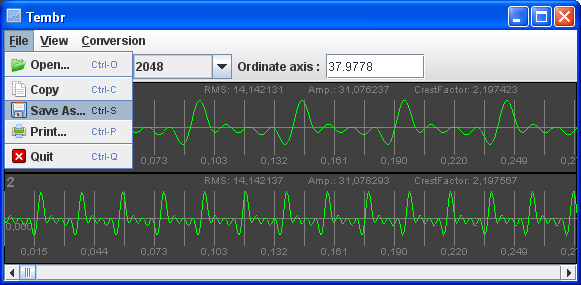 Tembr
File View Conversion
Open... Ctrl-O
2048 Ordinate axis : 37.9778
Copy Ctrl-C
RMS: 14,142131 Amp.: 31,076237 CrestFactor: 2,197423
Save As... Ctrl-S
Print... Ctrl-P
Quit Ctrl-Q
0,073 0,103 0,132 0,161 0,190 0,220 0,249 0,2
2 RMS: 14,142137 Amp.: 31,078293 CrestFactor: 2,197567
0,000
0,015 0,044 0,073 0,103 0,132 0,161 0,190 0,220 0,249 0,27